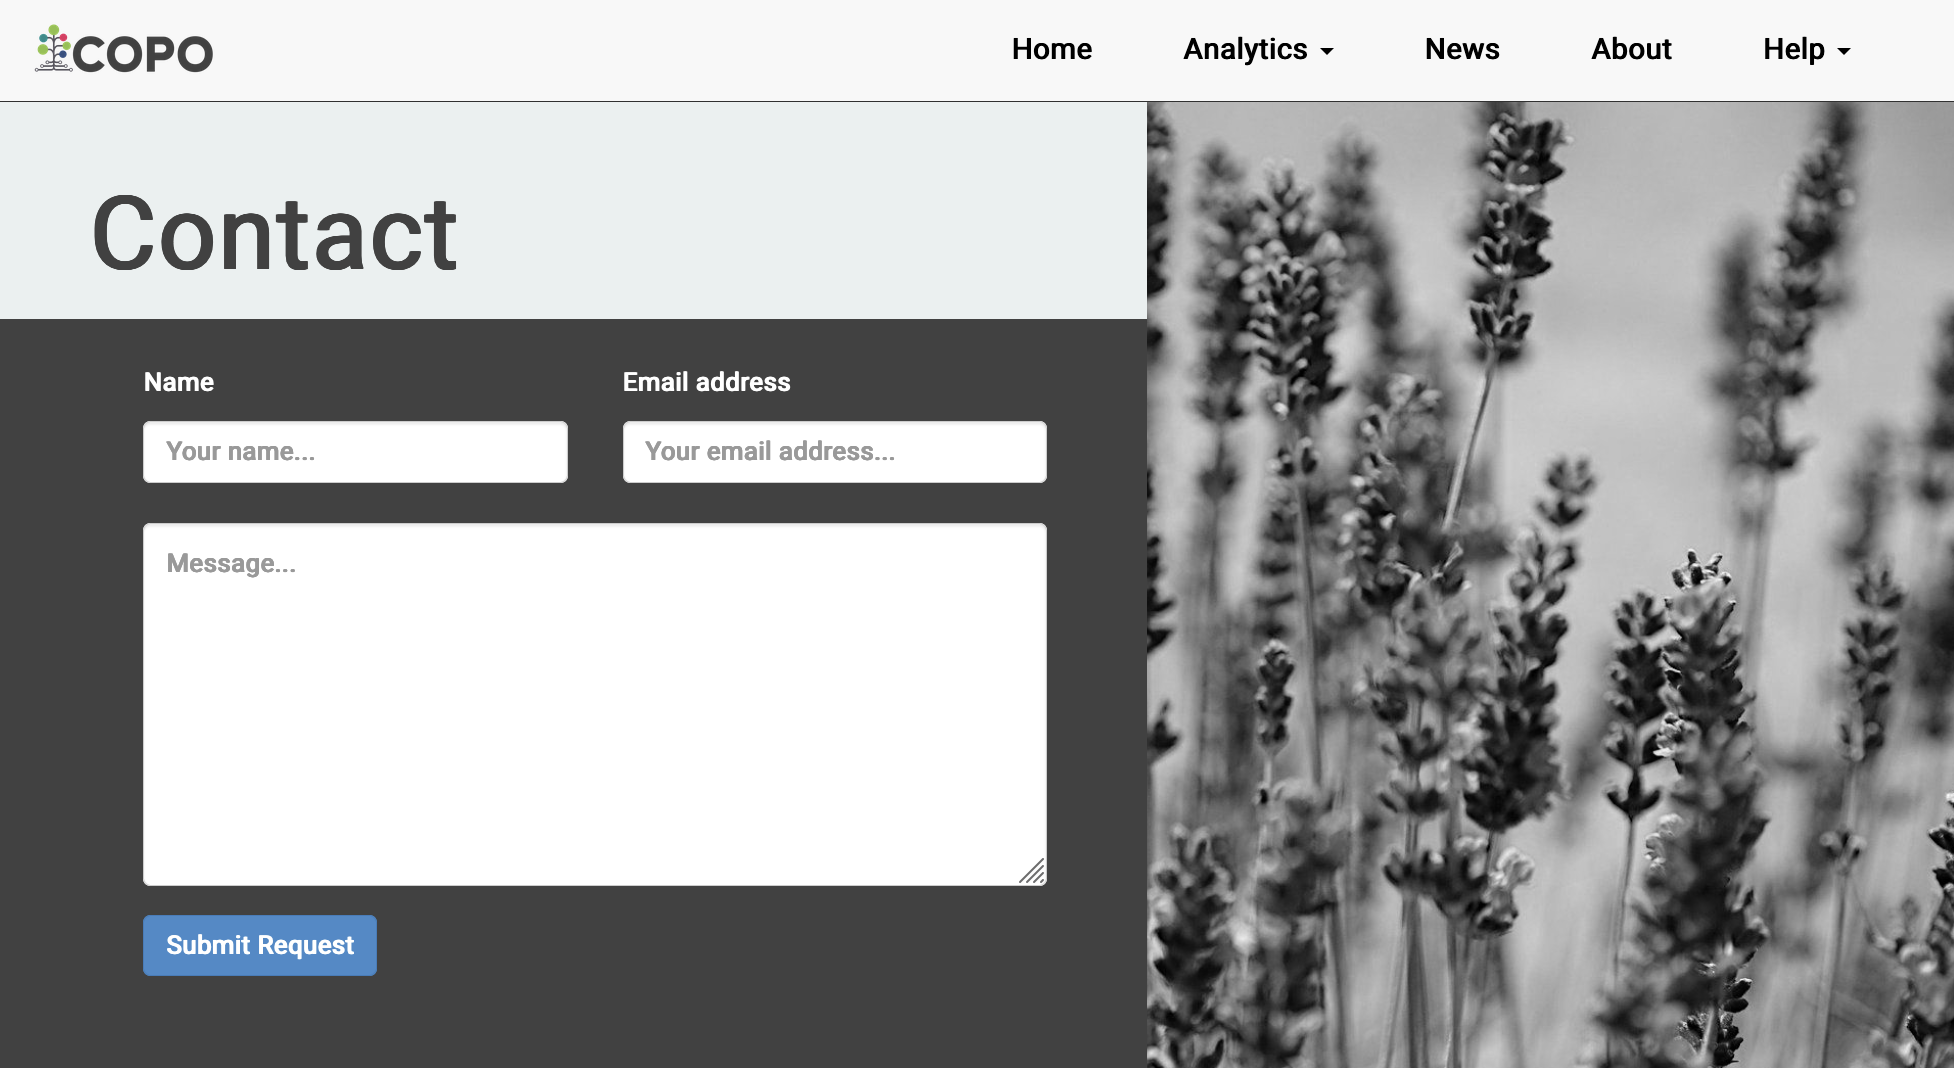 COPO
Home Analytics News About Help
Contact
Name Email address
Your name... Your email address...
Message...
Submit Request